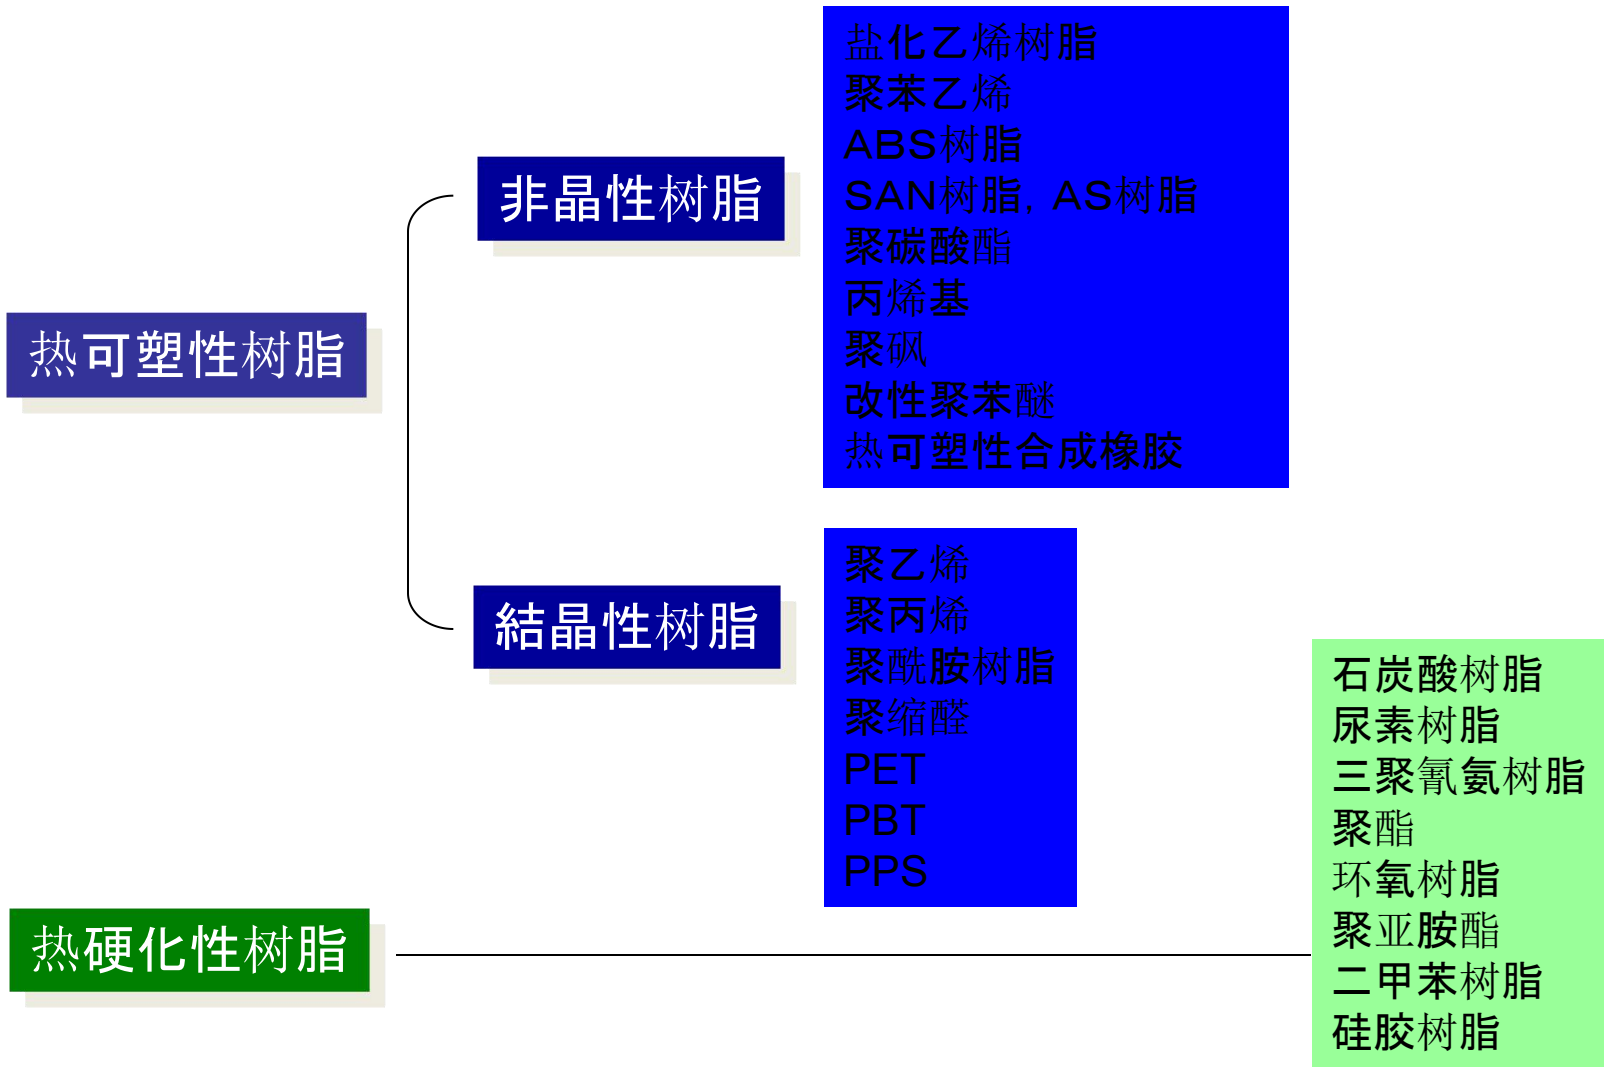 热可塑性树脂
非晶性树脂
盐化乙烯树脂
聚苯乙烯
ABS树脂
SAN树脂, AS树脂
聚碳酸酯
丙烯基
聚砜
改性聚苯醚
热可塑性合成橡胶
結晶性树脂
聚乙烯
聚丙烯
聚酰胺树脂
聚缩醛
PET
PBT
PPS
热硬化性树脂
石炭酸树脂
尿素树脂
三聚氰氨树脂
聚酯
环氧树脂
聚亚胺酯
二甲苯树脂
硅胶树脂